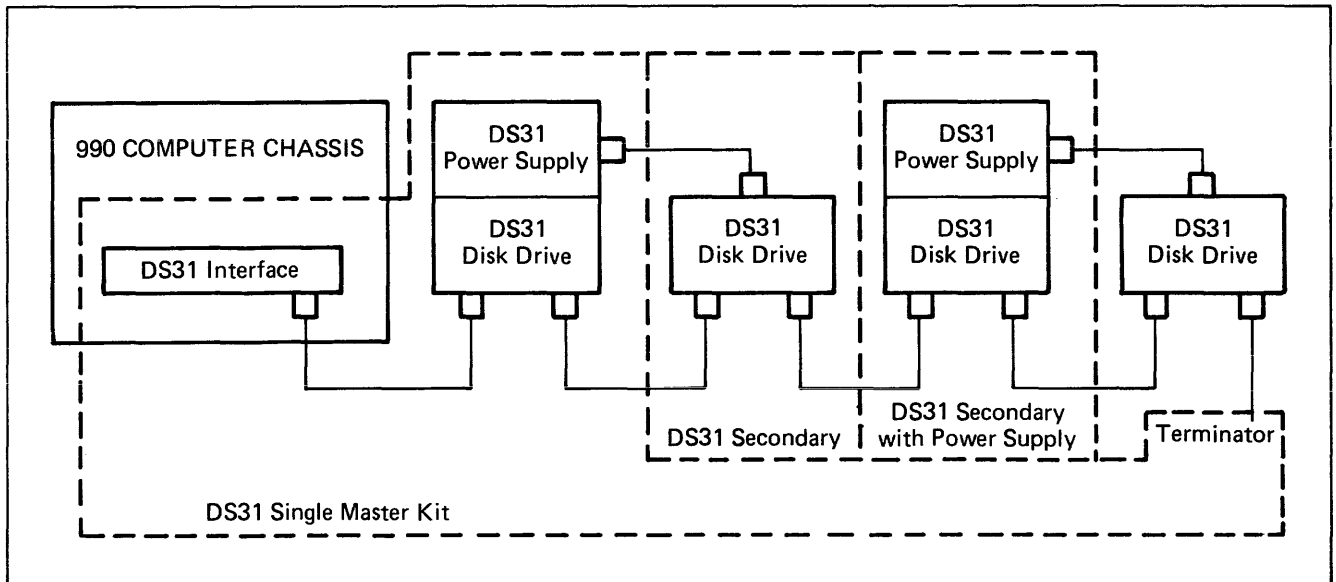 990 COMPUTER CHASSIS
DS31 Interface
DS31
Power Supply
DS31
Disk Drive
DS31
Disk Drive
DS31
Power Supply
DS31
Disk Drive
DS31
Disk Drive
DS31 Secondary
DS31 Secondary
with Power Supply
Terminator
DS31 Single Master Kit